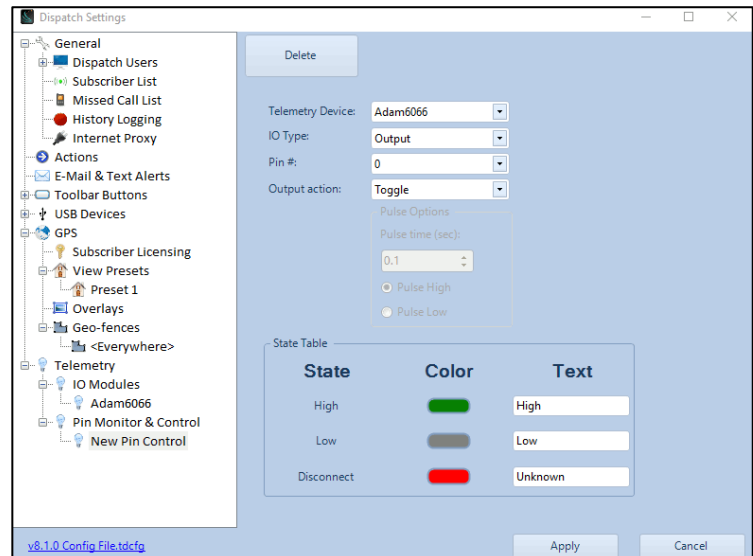 Dispatch Settings
General
Dispatch Users
Subscriber List
Missed Call List
History Logging
Internet Proxy
Actions
E-Mail & Text Alerts
Toolbar Buttons
USB Devices
GPS
Subscriber Licensing
View Presets
Preset 1
Overlays
Geo-fences
<Everywhere>
Telemetry
IO Modules
Adam6066
Pin Monitor & Control
New Pin Control
v8.1.0 Config File.tdcfg
Delete
Telemetry Device: Adam6066
IO Type: Output
Pin #: 0
Output action: Toggle
Pulse Options
Pulse time (sec):
0.1
Pulse High
Pulse Low
State Table
State Color Text
High High
Low Low
Disconnect Unknown
Apply Cancel